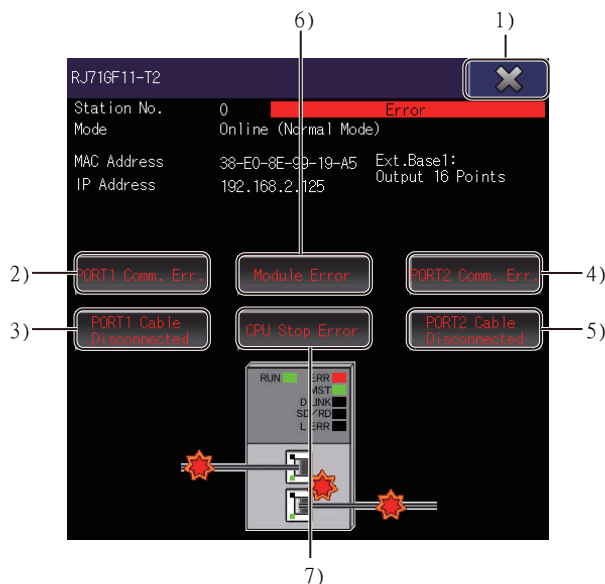 6)
1)
RJ71GF11-T2
Station No. 0 Error
Mode Online (Normal Mode)
MAC Address 38-E0-8E-99-19-A5 Ext.Base1:
IP Address 192.168.2.125 Output 16 Points
2) PORT1 Comm. Err. Module Error PORT2 Comm. Err. 4)
3) PORT1 Cable Disconnected CPU Stop Error PORT2 Cable Disconnected 5)
RUN ERR
MST
D LINK
SD/RD
L ERR
7)